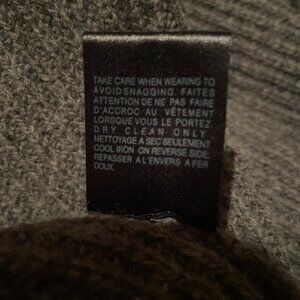 TAKE CARE WHEN WEARING TO
AVOID SNAGGING. FAITES
ATTENTION DE NE PAS FAIRE
D'ACCROC AU VÊTEMENT
LORSQUE VOUS LE PORTEZ
DRY CLEAN ONLY
NETTOYAGE A SEC SEULEMENT
COOL IRON ON REVERSE SIDE;
REPASSER A L'ENVERS A FER
DOUX.